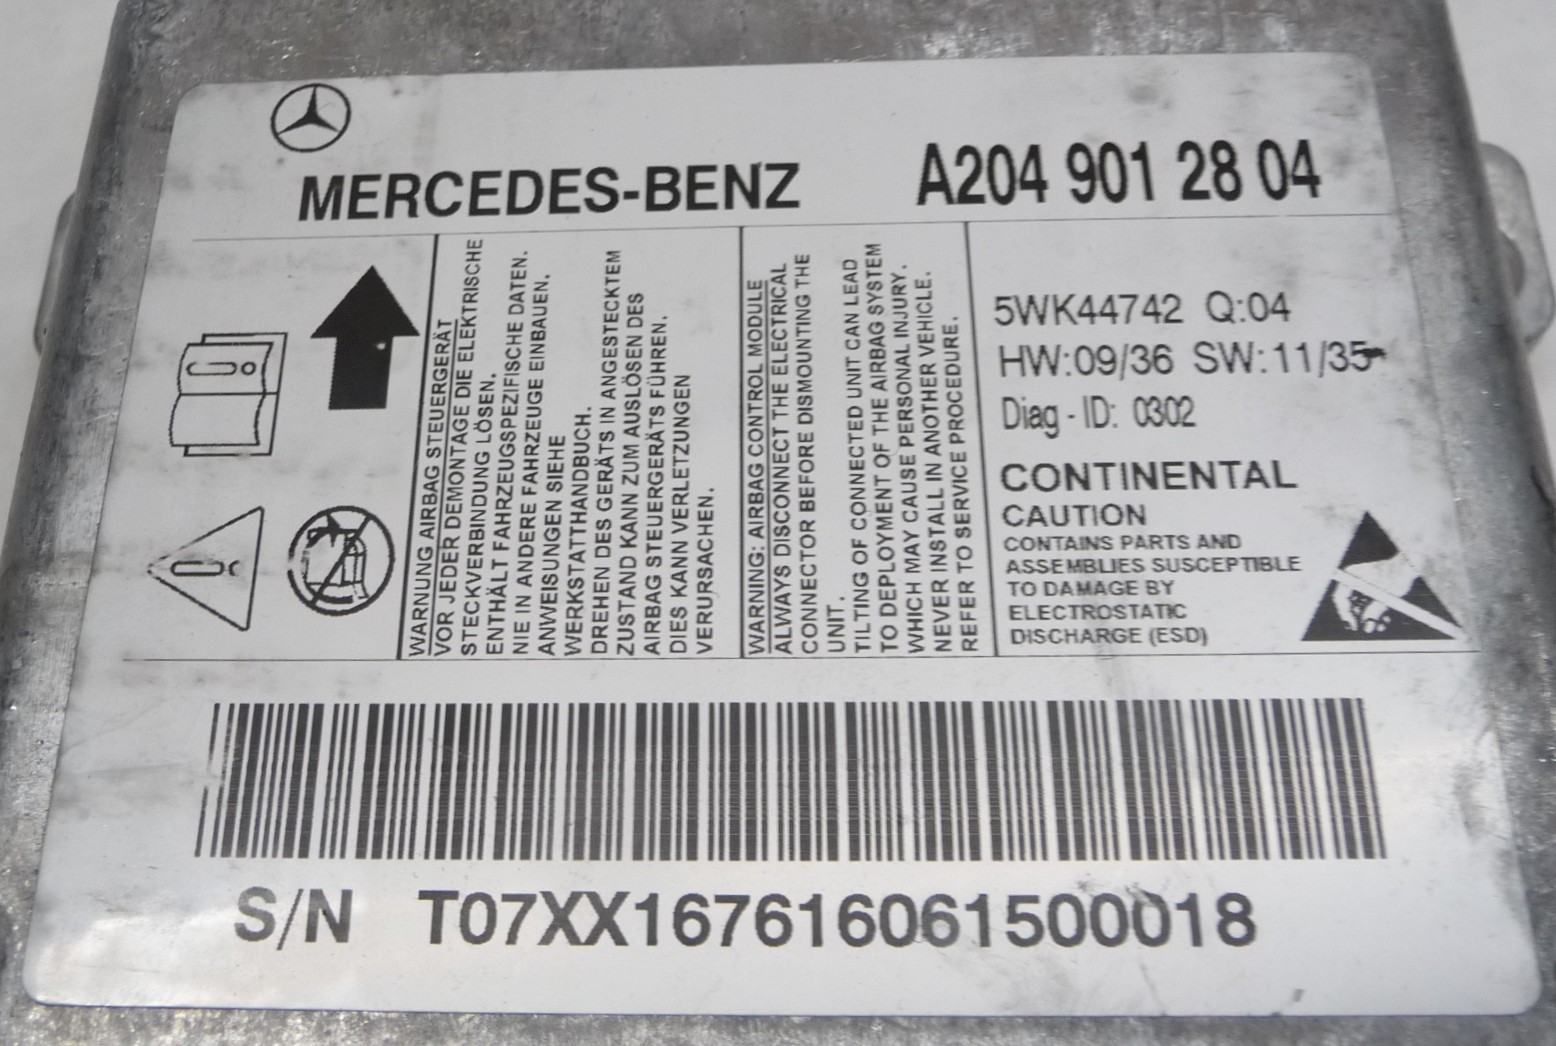 MERCEDES-BENZ
A204 901 28 04
WARNUNG AIRBAG STEUERGERÄT
VOR JEDER DEMONTAGE DIE ELEKTRISCHE
STECKVERBINDUNG LÖSEN.
ENTHÄLT FAHRZEUGSPEZIFISCHE DATEN.
NIE IN ANDERE FAHRZEUGE EINBAUEN.
ANWEISUNGEN SIEHE
WERKSTATTHANDBUCH.
DREHEN DES GERÄTS IN ANGESTECKTEM
ZUSTAND KANN ZUM AUSLÖSEN DES
AIRBAG STEUERGERÄTS FÜHREN.
DIES KANN VERLETZUNGEN
VERURSACHEN.
WARNING: AIRBAG CONTROL MODULE
ALWAYS DISCONNECT THE ELECTRICAL
CONNECTOR BEFORE DISMOUNTING THE
UNIT.
TILTING OF CONNECTED UNIT CAN LEAD
TO DEPLOYMENT OF THE AIRBAG SYSTEM
WHICH MAY CAUSE PERSONAL INJURY.
NEVER INSTALL IN ANOTHER VEHICLE.
REFER TO SERVICE PROCEDURE.
5WK44742 Q:04
HW:09/36 SW:11/35
Diag - ID: 0302
CONTINENTAL
CAUTION
CONTAINS PARTS AND
ASSEMBLIES SUSCEPTIBLE
TO DAMAGE BY
ELECTROSTATIC
DISCHARGE (ESD)
S/N T07XX167616061500018